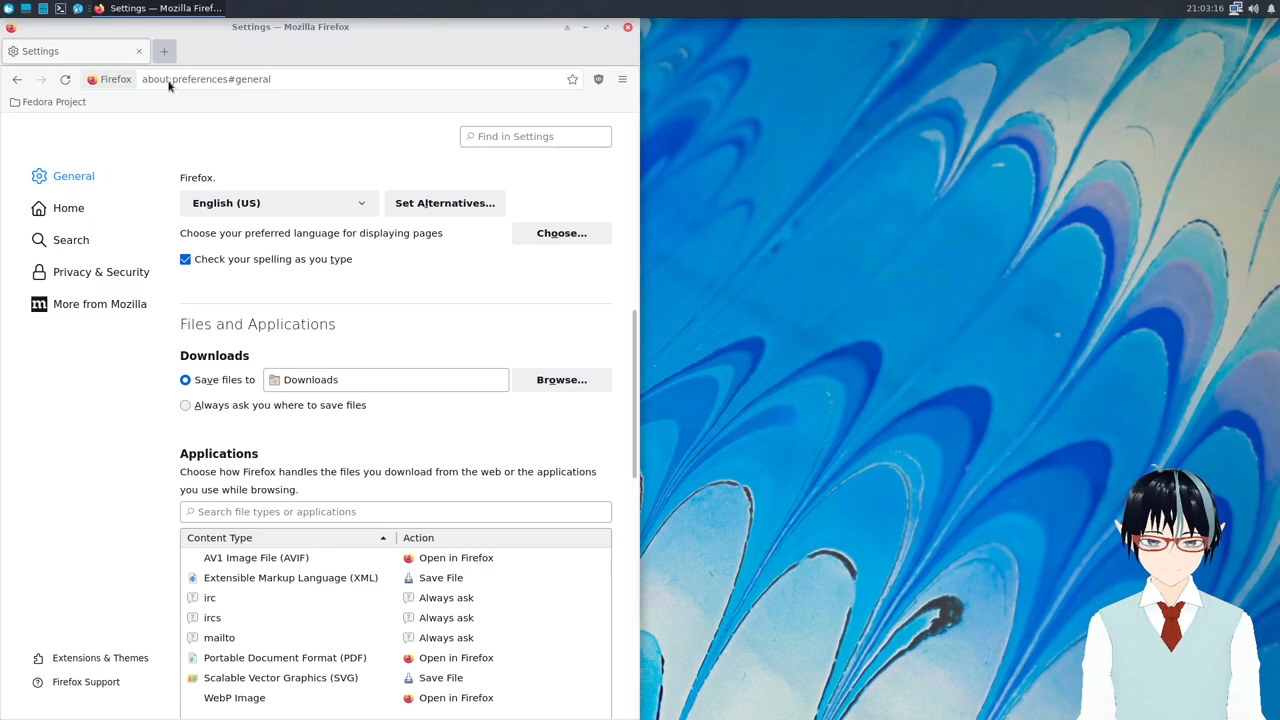 Settings — Mozilla Firef...
21:03:16
Settings — Mozilla Firefox
Settings
Firefox
about:preferences#general
Fedora Project
Find in Settings
General
Home
Search
Privacy & Security
More from Mozilla
Extensions & Themes
Firefox Support
Firefox.
English (US)
Set Alternatives...
Choose your preferred language for displaying pages
Choose...
Check your spelling as you type
Files and Applications
Downloads
Save files to
Downloads
Browse...
Always ask you where to save files
Applications
Choose how Firefox handles the files you download from the web or the applications
you use while browsing.
Search file types or applications
Content Type
Action
AV1 Image File (AVIF)
Open in Firefox
Extensible Markup Language (XML)
Save File
irc
Always ask
ircs
Always ask
mailto
Always ask
Portable Document Format (PDF)
Open in Firefox
Scalable Vector Graphics (SVG)
Save File
WebP Image
Open in Firefox